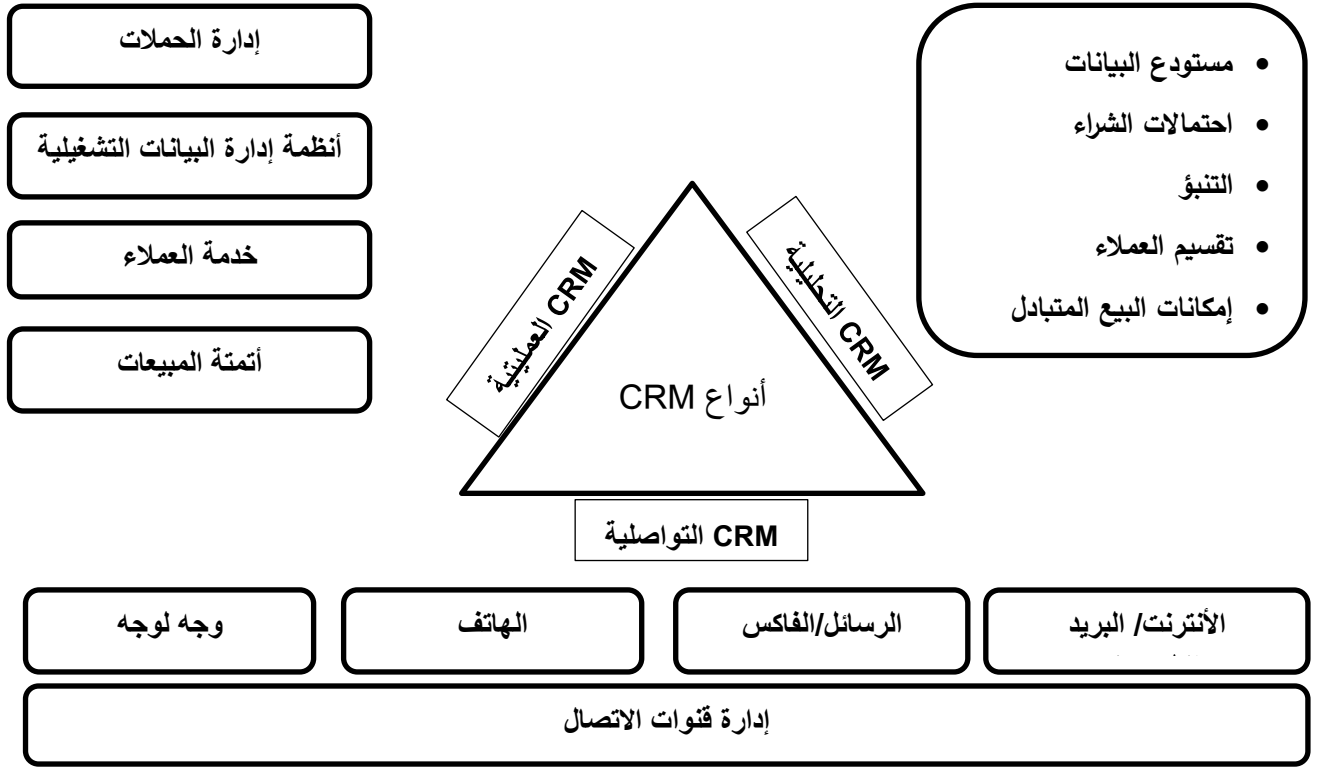 إدارة الحملات
أنظمة إدارة البيانات التشغيلية
خدمة العملاء
أتمتة المبيعات
• مستودع البيانات
• احتمالات الشراء
• التنبؤ
• تقسيم العملاء
• إمكانات البيع المتبادل
CRM العمليتية
CRM التحليلية
أنواع CRM
CRM التواصلية
الأنترنت/ البريد
الرسائل/الفاكس
الهاتف
وجه لوجه
إدارة قنوات الاتصال